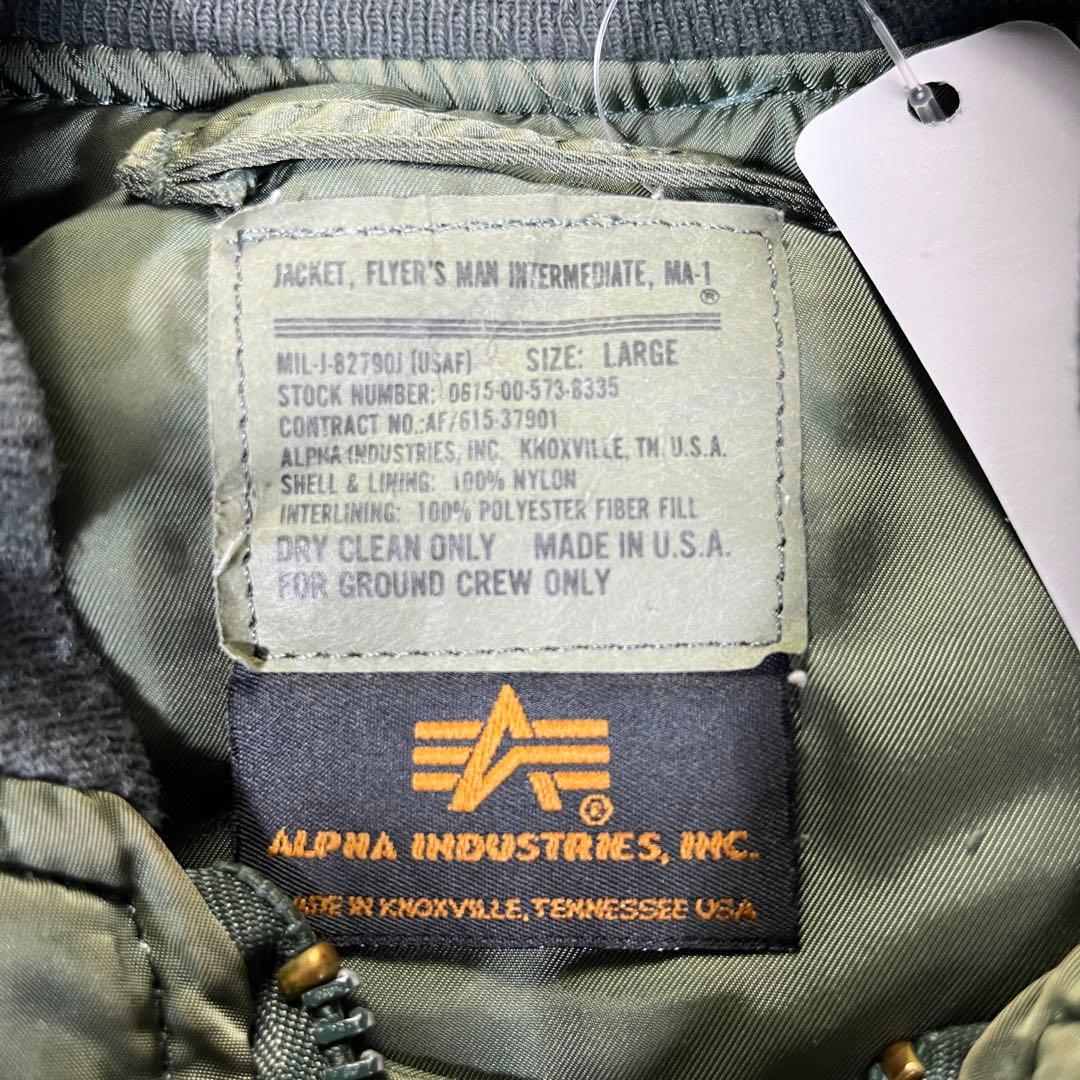 JACKET, FLYER'S MAN INTERMEDIATE, MA-1
®
MIL-J-82790J (USAF) SIZE: LARGE
STOCK NUMBER: 0615-00-573-8335
CONTRACT NO.:AF/615-37901
ALPHA INDUSTRIES, INC. KNOXVILLE, TN. U.S.A.
SHELL & LINING: 100% NYLON
INTERLINING: 100% POLYESTER FIBER FILL
DRY CLEAN ONLY MADE IN U.S.A.
FOR GROUND CREW ONLY
®
ALPHA INDUSTRIES, INC.
MADE IN KNOXVILLE, TENNESSEE USA